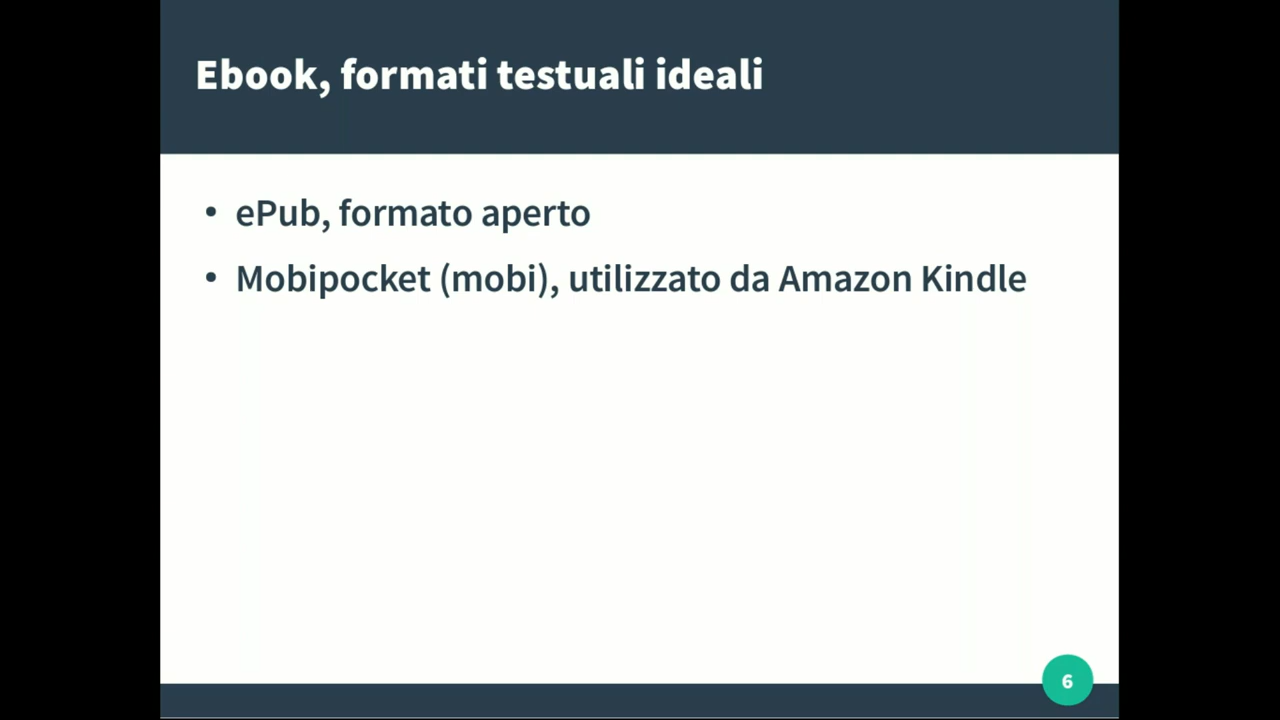 Ebook, formati testuali ideali
• ePub, formato aperto
• Mobipocket (mobi), utilizzato da Amazon Kindle
6